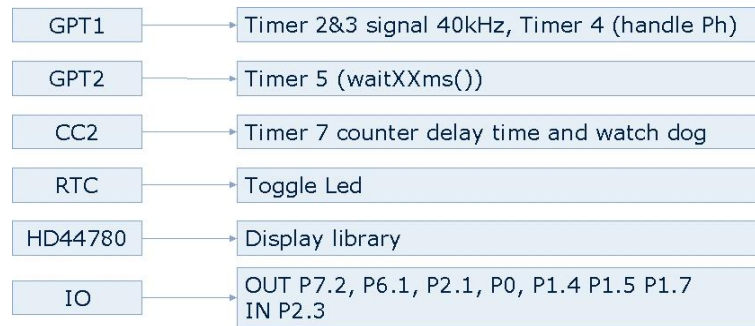 GPT1
Timer 2&3 signal 40kHz, Timer 4 (handle Ph)
GPT2
Timer 5 (waitXXms())
CC2
Timer 7 counter delay time and watch dog
RTC
Toggle Led
HD44780
Display library
IO
OUT P7.2, P6.1, P2.1, P0, P1.4 P1.5 P1.7
IN P2.3